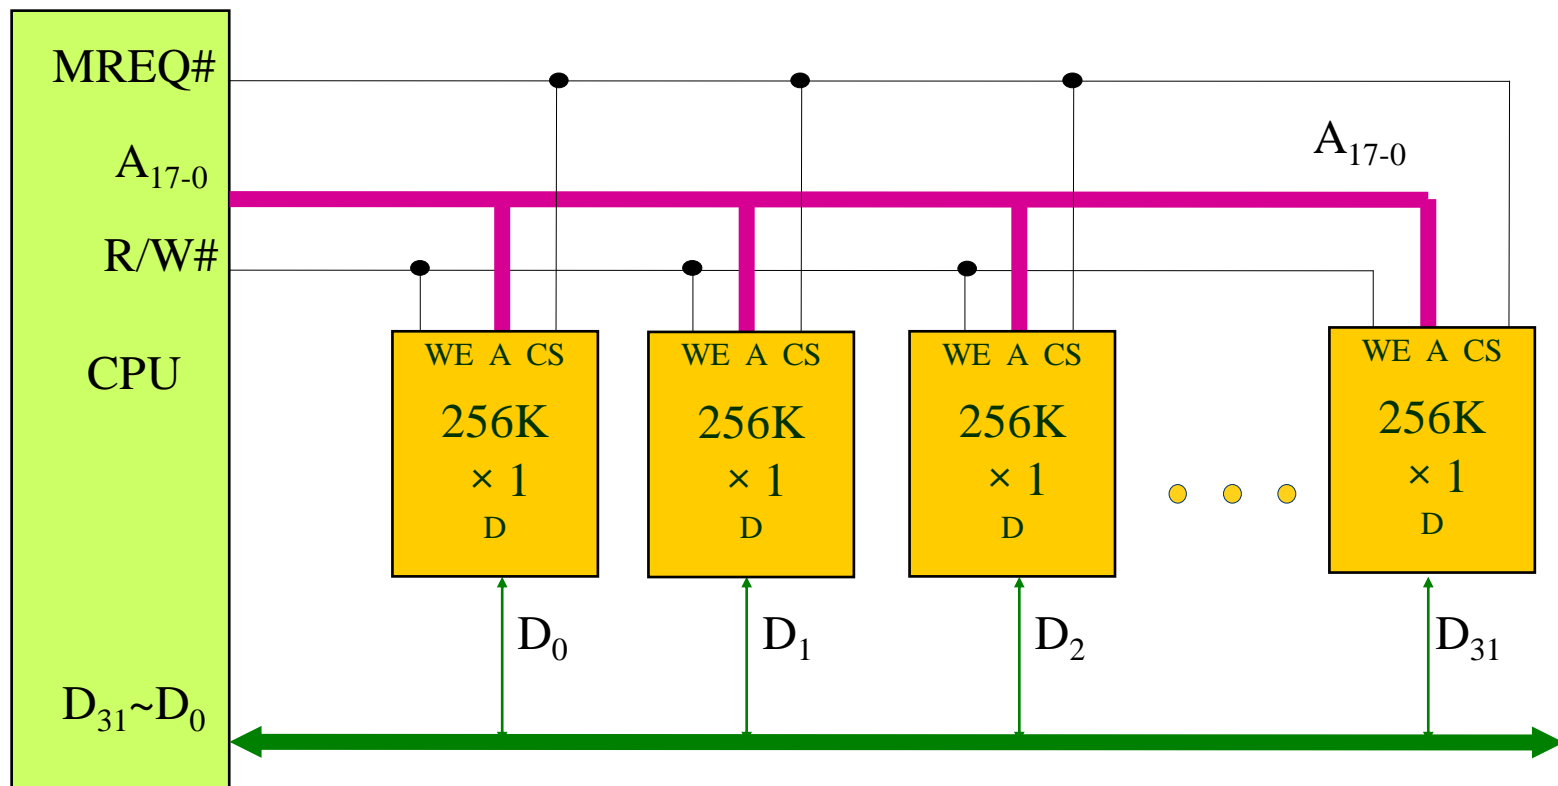 MREQ#
A₁₇₋₀
A₁₇₋₀
R/W#
CPU
WE A CS
256K
× 1
D
WE A CS
256K
× 1
D
WE A CS
256K
× 1
D
WE A CS
256K
× 1
D
D₀
D₁
D₂
D₃₁
D₃₁~D₀